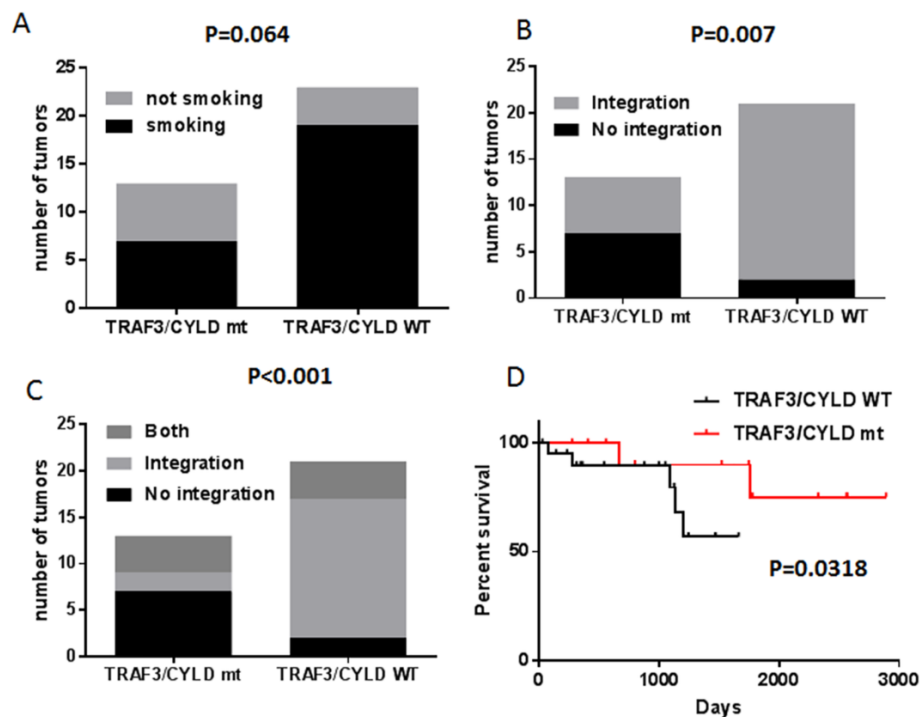 A
P=0.064
25
20
15
10
5
0
number of tumors
not smoking
smoking
TRAF3/CYLD mt
TRAF3/CYLD WT
B
P=0.007
25
20
15
10
5
0
number of tumors
Integration
No integration
TRAF3/CYLD mt
TRAF3/CYLD WT
C
P<0.001
25
20
15
10
5
0
number of tumors
Both
Integration
No integration
TRAF3/CYLD mt
TRAF3/CYLD WT
D
TRAF3/CYLD WT
TRAF3/CYLD mt
100
50
0
Percent survival
P=0.0318
0
1000
2000
3000
Days